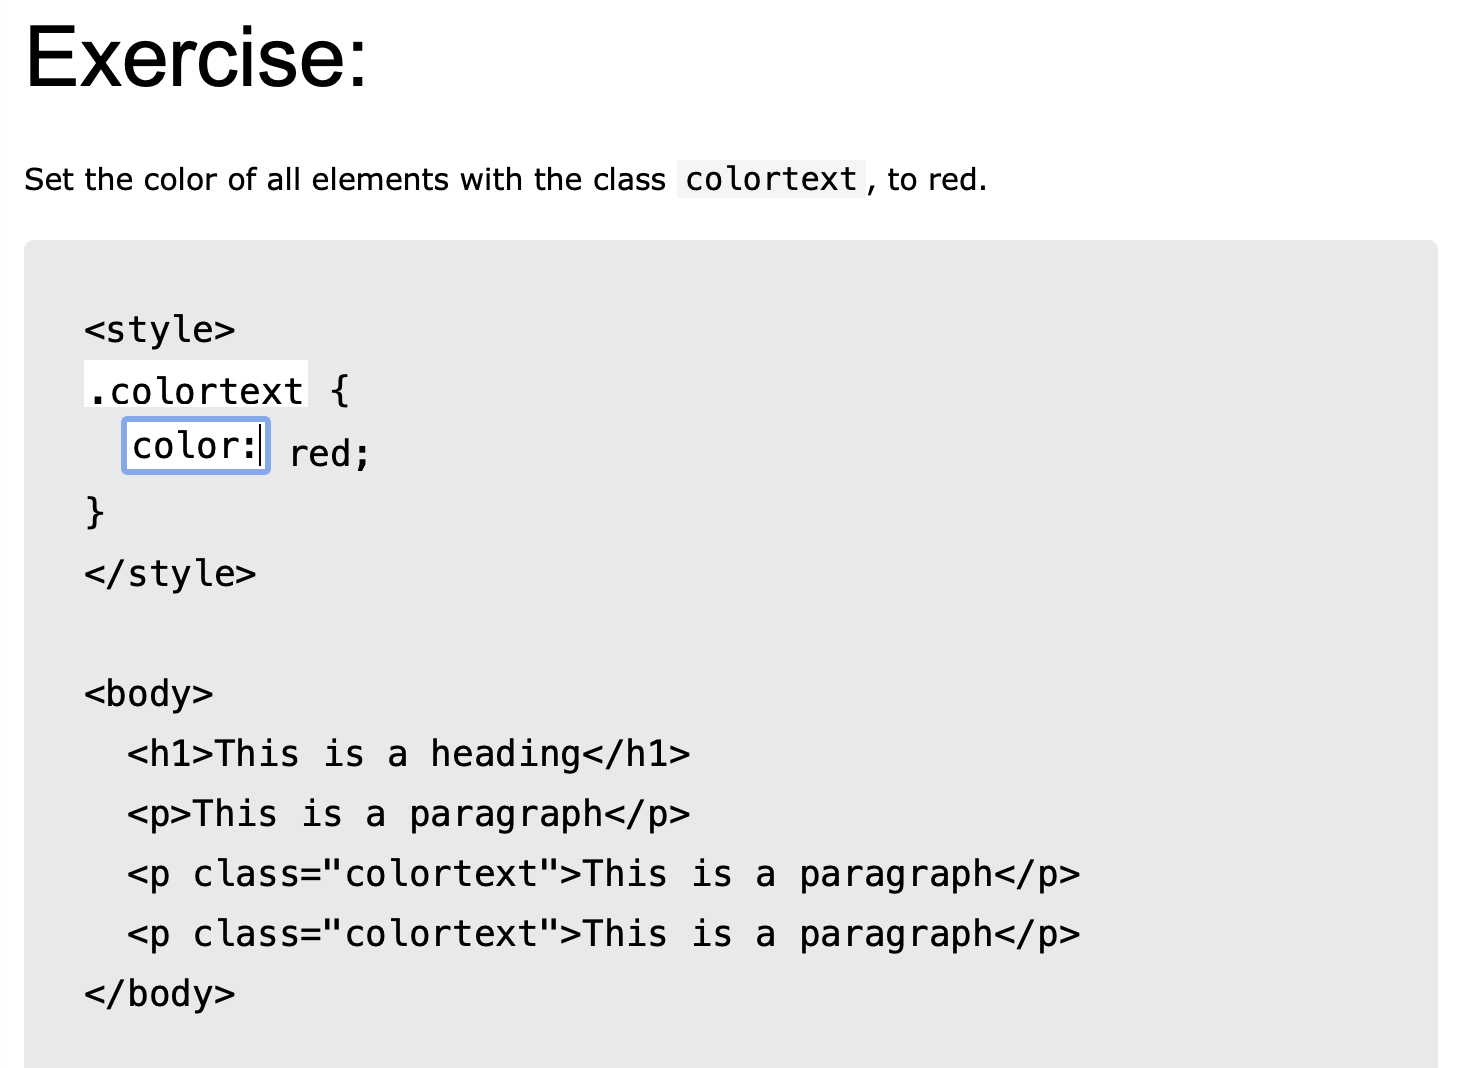 Exercise:
Set the color of all elements with the class colortext, to red.
<style>
.colortext {
color: red;
}
</style>
<body>
<h1>This is a heading</h1>
<p>This is a paragraph</p>
<p class="colortext">This is a paragraph</p>
<p class="colortext">This is a paragraph</p>
</body>